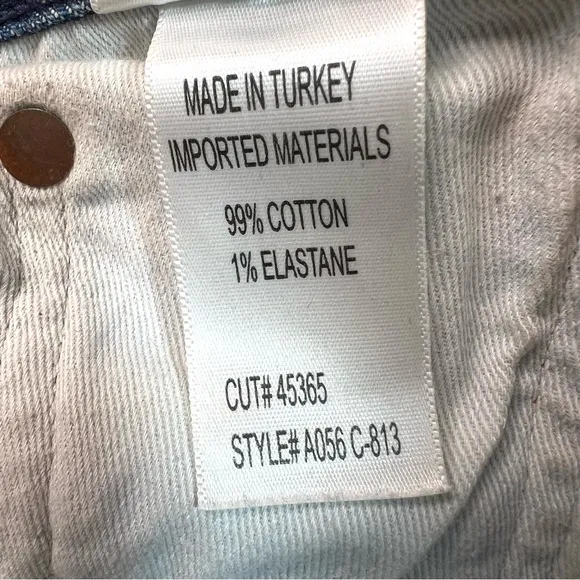 MADE IN TURKEY
IMPORTED MATERIALS
99% COTTON
1% ELASTANE
CUT# 45365
STYLE# A056 C-813